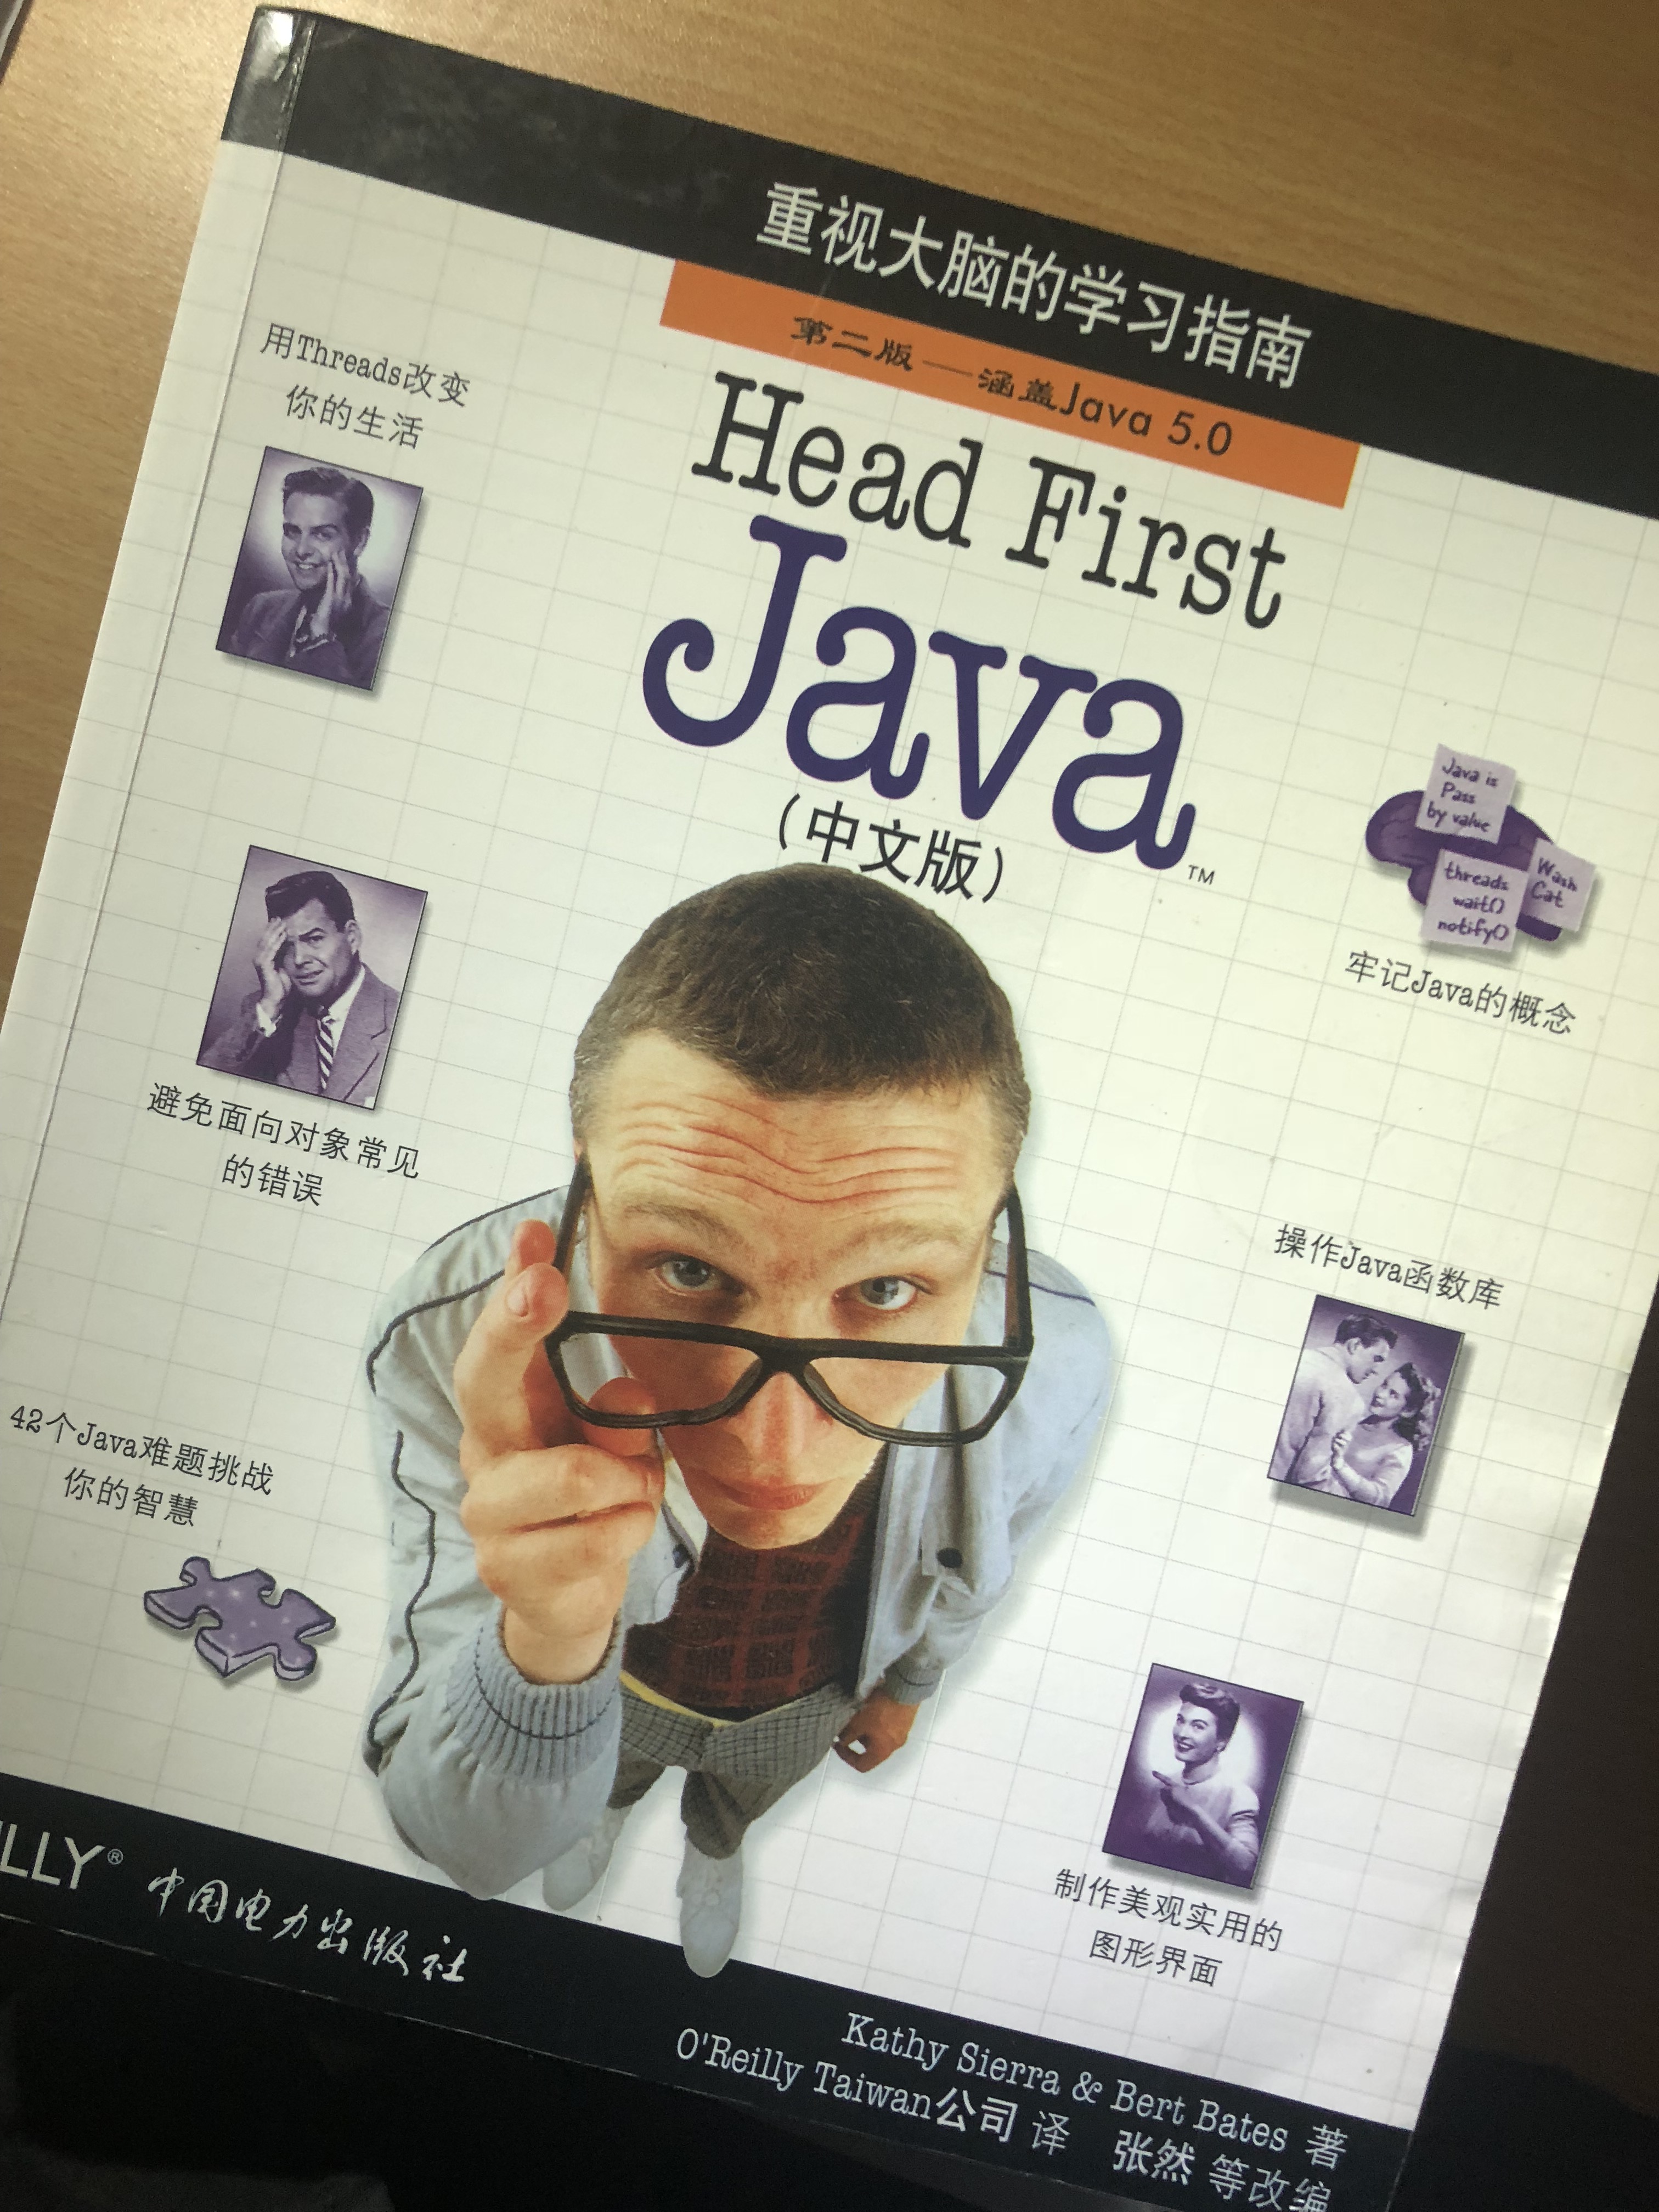 重视大脑的学习指南
第二版——涵盖Java 5.0
Head First
Java™
(中文版)
用Threads改变
你的生活
Java is
Pass
by value
threads
wait()
notify()
Wash
Cat
牢记Java的概念
避免面向对象常见
的错误
操作Java函数库
42个Java难题挑战
你的智慧
制作美观实用的
图形界面
ILLY®
中国电力出版社
Kathy Sierra & Bert Bates 著
O'Reilly Taiwan公司 译 张然 等改编